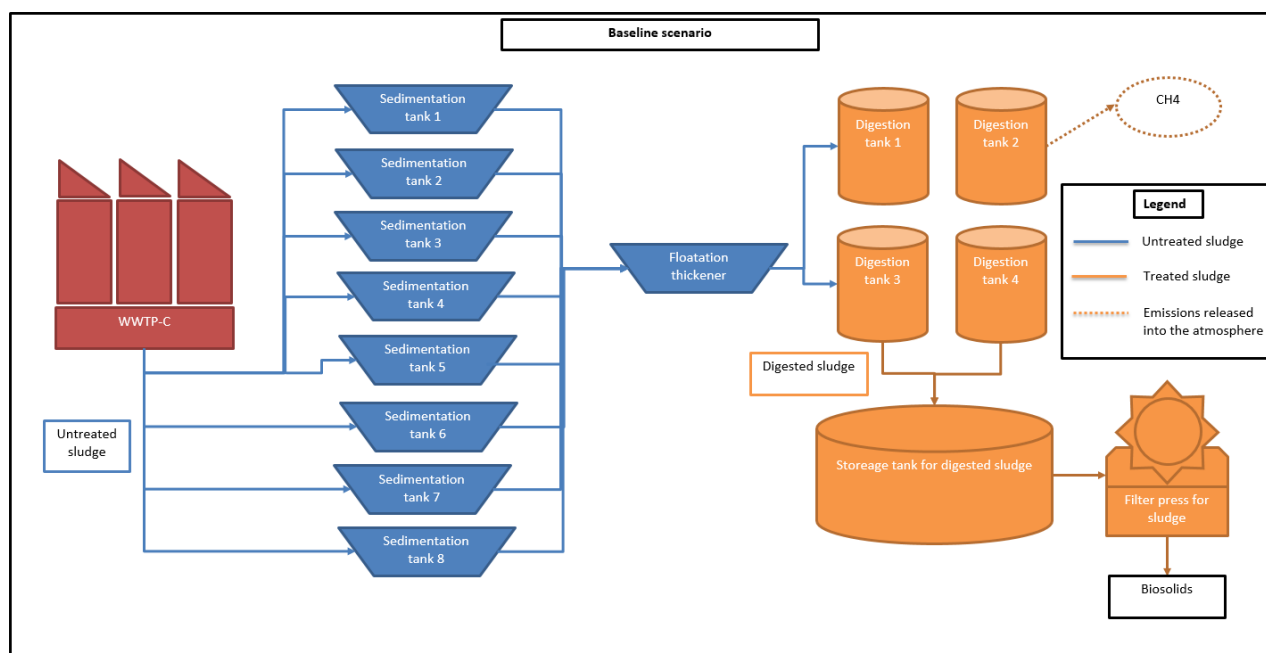 Baseline scenario
Sedimentation
tank 1
Sedimentation
tank 2
Sedimentation
tank 3
Sedimentation
tank 4
Sedimentation
tank 5
Sedimentation
tank 6
Sedimentation
tank 7
Sedimentation
tank 8
WWTP-C
Untreated
sludge
Floatation
thickener
Digestion
tank 1
Digestion
tank 2
Digestion
tank 3
Digestion
tank 4
CH4
Legend
Untreated sludge
Treated sludge
Emissions released
into the atmosphere
Digested sludge
Storeage tank for digested sludge
Filter press for
sludge
Biosolids